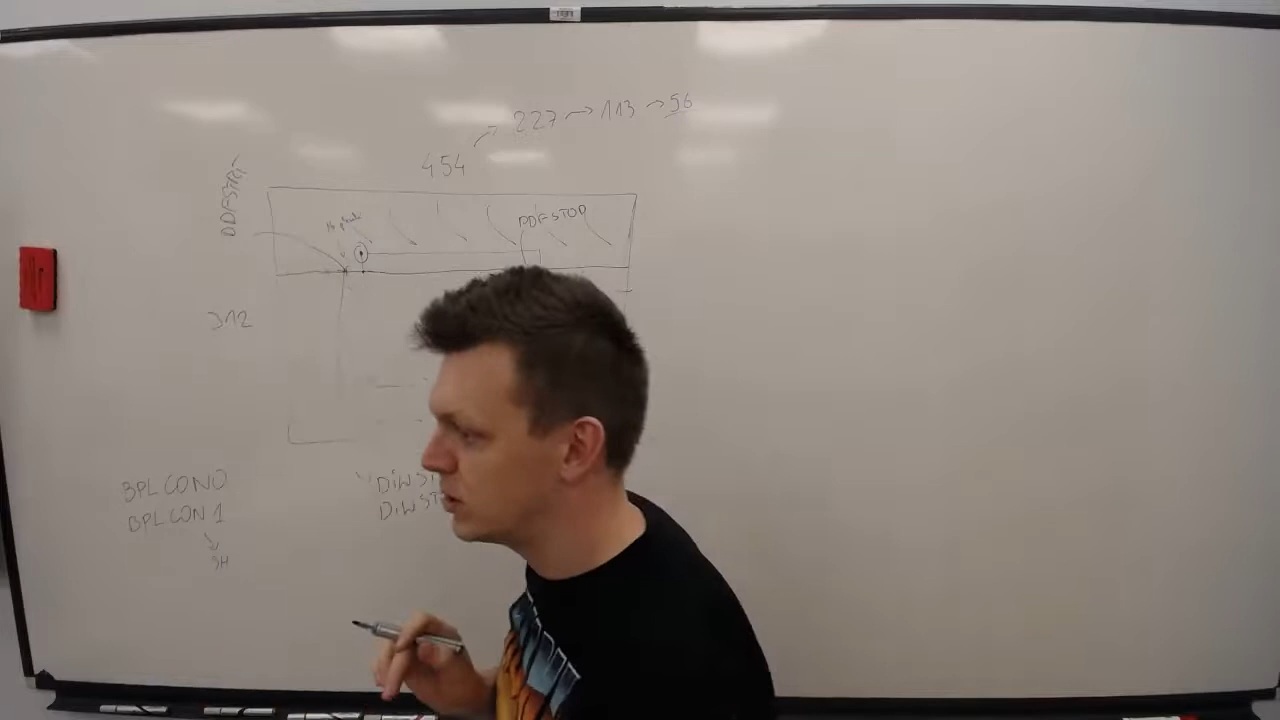 227 → 113 → 56
454
DDFSTRT
DDFSTOP
312
BPLCON0
BPLCON1
DIWST
DIWST